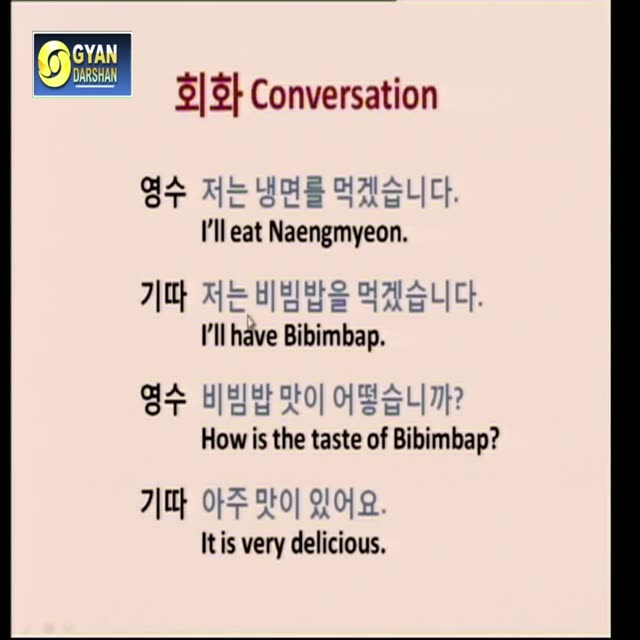 GYAN
DARSHAN
회화 Conversation
영수 저는 냉면를 먹겠습니다.
I'll eat Naengmyeon.
기따 저는 비빔밥을 먹겠습니다.
I'll have Bibimbap.
영수 비빔밥 맛이 어떻습니까?
How is the taste of Bibimbap?
기따 아주 맛이 있어요.
It is very delicious.